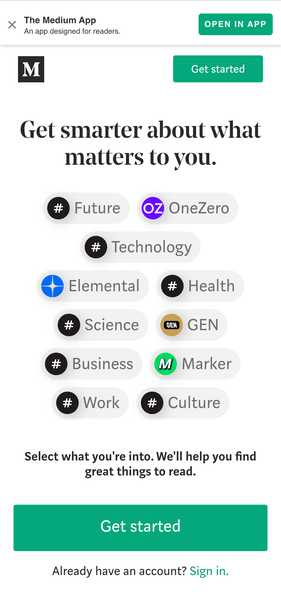 The Medium App
An app designed for readers.
OPEN IN APP
M
Get started
Get smarter about what
matters to you.
# Future
OZ OneZero
# Technology
Elemental
# Health
# Science
GEN GEN
# Business
M Marker
# Work
# Culture
Select what you're into. We'll help you find
great things to read.
Get started
Already have an account? Sign in.